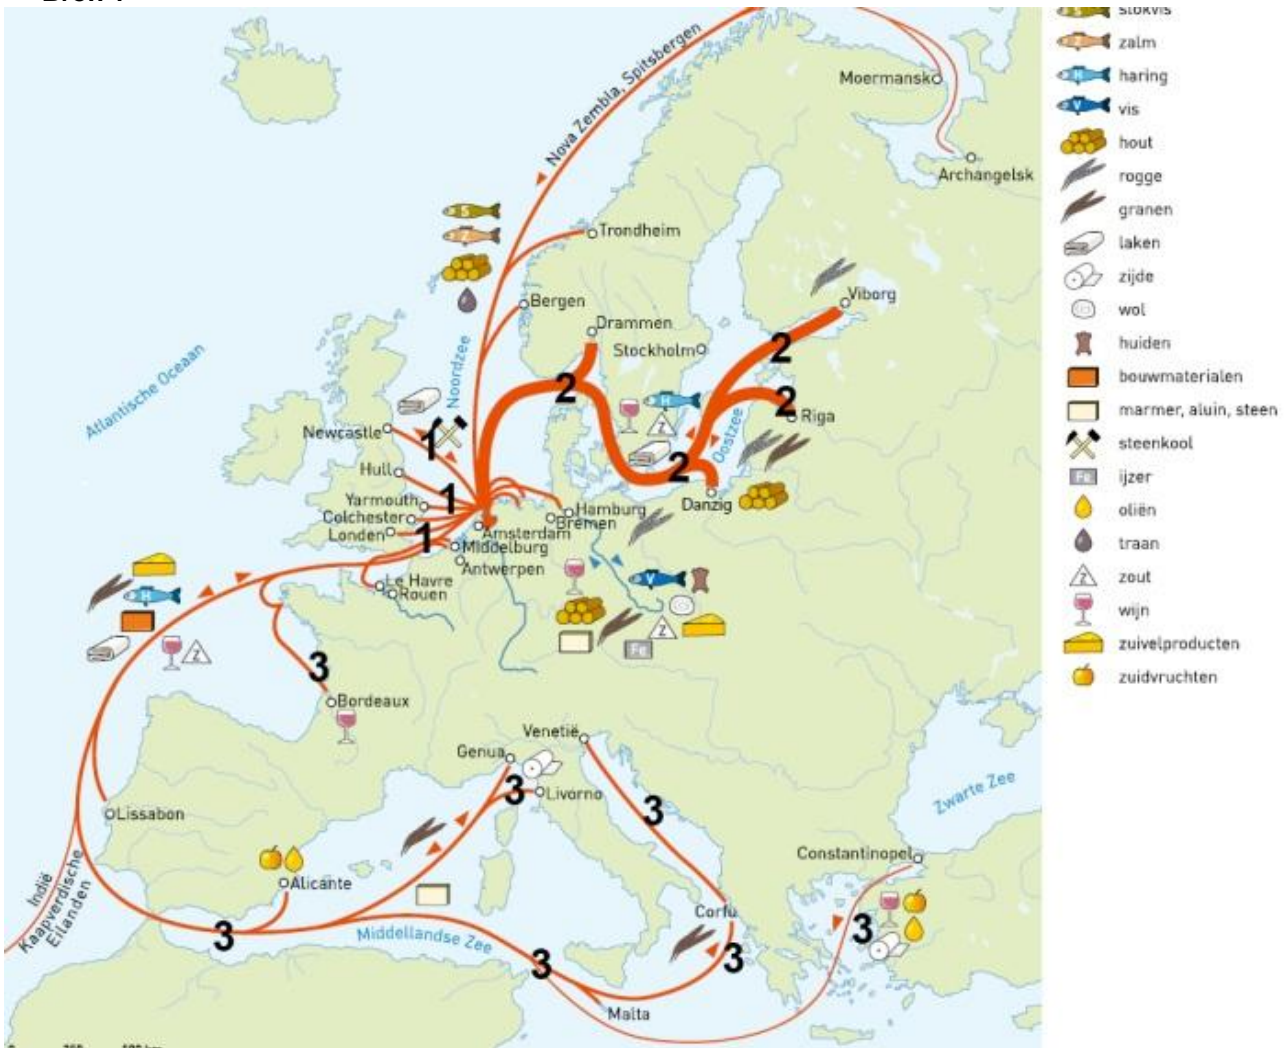 stokvis
zalm
haring
vis
hout
rogge
granen
laken
zijde
wol
huiden
bouwmaterialen
marmer, aluin, steen
steenkool
Fe
ijzer
oliën
traan
Z
zout
wijn
zuivelproducten
zuidvruchten
S
Z
H
V
Nova Zembla, Spitsbergen
Moermansk
Archangelsk
Trondheim
Viborg
Bergen
Drammen
Stockholm
Atlantische Oceaan
Noordzee
2
2
2
2
H
Z
Oostzee
Riga
Newcastle
1
Hull
Yarmouth
1
Colchester
Londen
1
Danzig
Hamburg
Bremen
Amsterdam
Middelburg
Antwerpen
Le Havre
Rouen
V
Z
Fe
H
Z
3
Bordeaux
Venetië
Genua
3
Livorno
3
Zwarte Zee
Lissabon
Constantinopel
Alicante
Indië
Kaapverdische
Eilanden
3
Middellandse Zee
Corfu
3
3
3
Malta